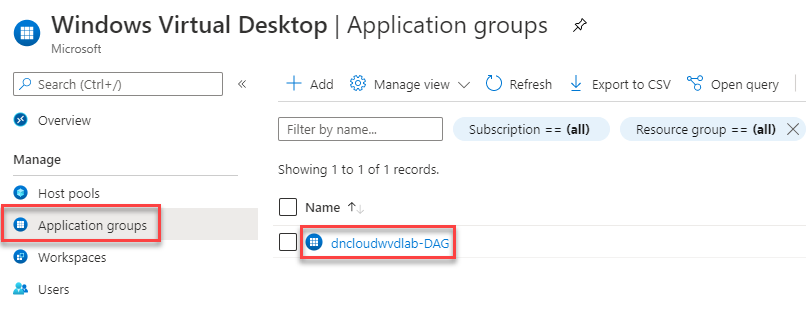 Windows Virtual Desktop | Application groups
Microsoft
Search (Ctrl+/)
Overview
Manage
Host pools
Application groups
Workspaces
Users
Add Manage view Refresh Export to CSV Open query
Filter by name... Subscription == (all) Resource group == (all)
Showing 1 to 1 of 1 records.
Name
dncloudwvdlab-DAG